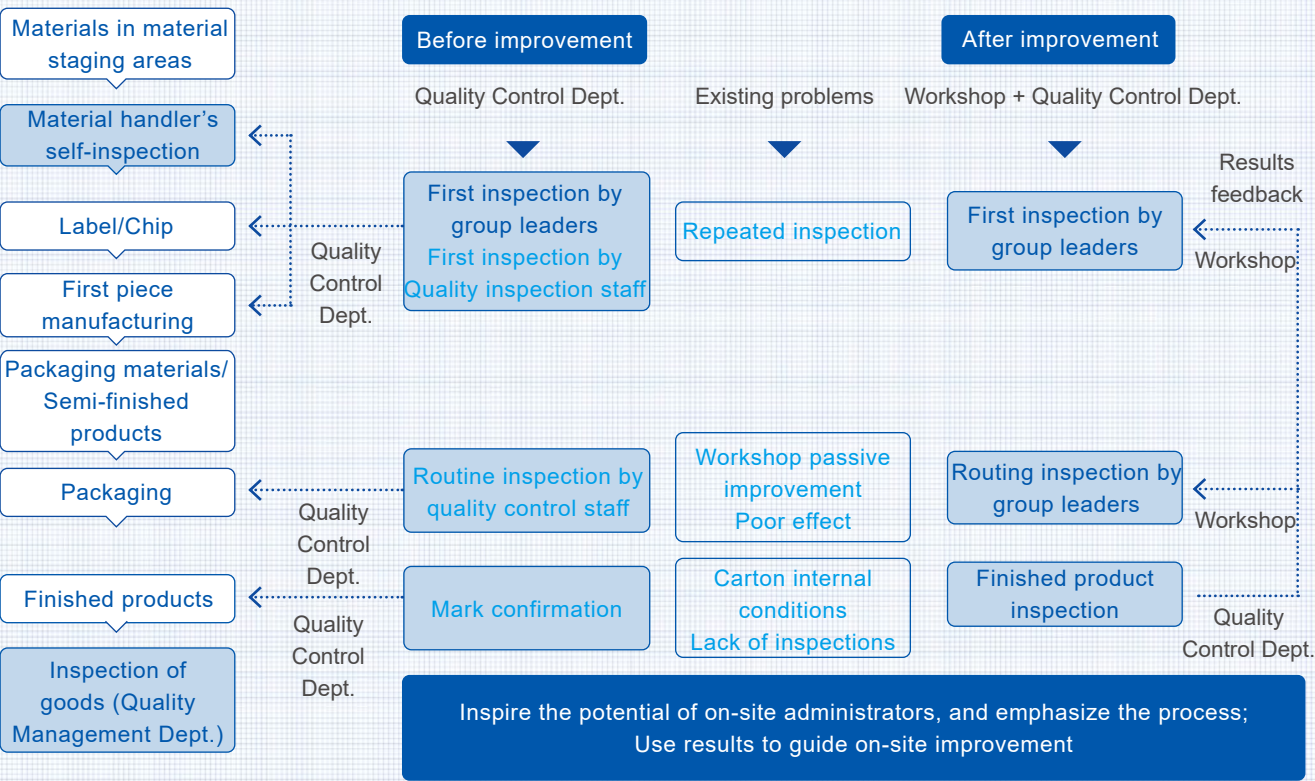 Materials in material
staging areas
Material handler's
self-inspection
Label/Chip
First piece
manufacturing
Packaging materials/
Semi-finished
products
Packaging
Finished products
Inspection of
goods (Quality
Management Dept.)
Quality
Control
Dept.
Quality
Control
Dept.
Quality
Control
Dept.
Before improvement
Quality Control Dept.
First inspection by
group leaders
First inspection by
Quality inspection staff
Routine inspection by
quality control staff
Mark confirmation
Existing problems
Repeated inspection
Workshop passive
improvement
Poor effect
Carton internal
conditions
Lack of inspections
After improvement
Workshop + Quality Control Dept.
First inspection by
group leaders
Routing inspection by
group leaders
Finished product
inspection
Results
feedback
Workshop
Workshop
Quality
Control Dept.
Inspire the potential of on-site administrators, and emphasize the process;
Use results to guide on-site improvement